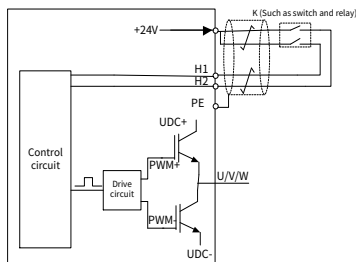 K (Such as switch and relay)
+24V
H1
H2
PE
UDC+
Control
circuit
PWM+
Drive
circuit
U/V/W
PWM-
UDC-